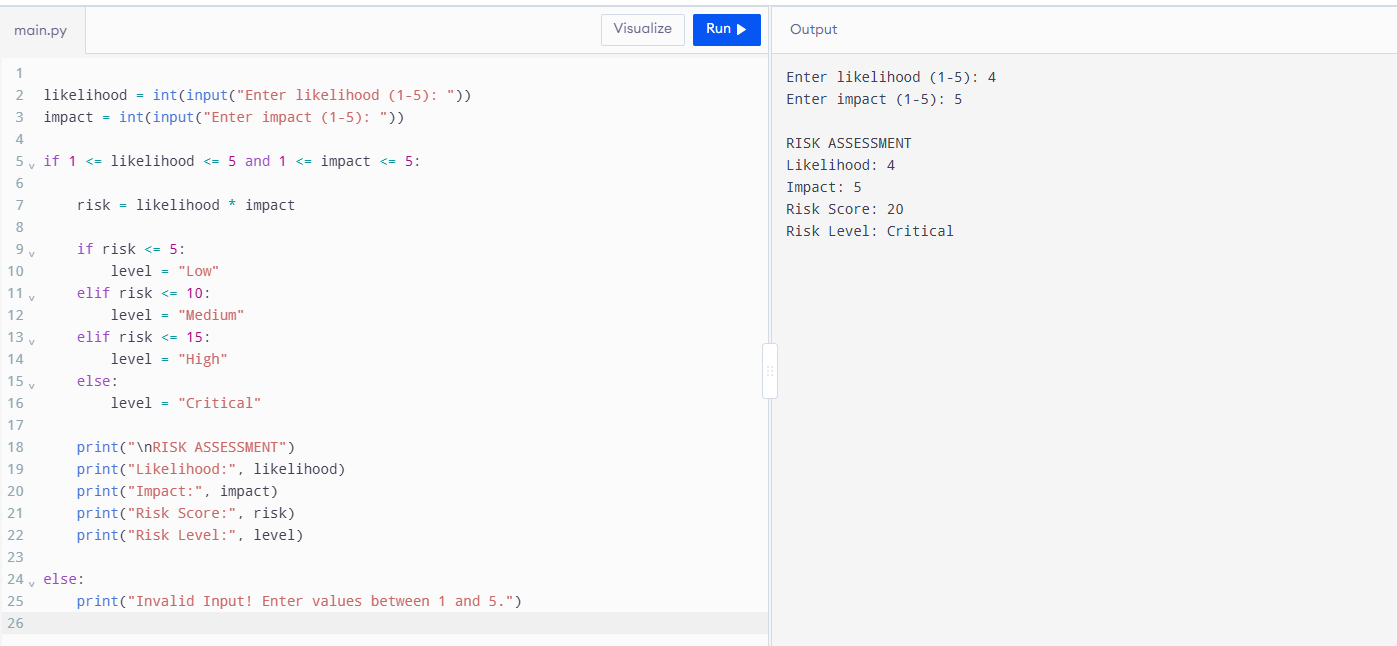 main.py
Visualize
Run
Output
1
2 likelihood = int(input("Enter likelihood (1-5): "))
3 impact = int(input("Enter impact (1-5): "))
4
5 if 1 <= likelihood <= 5 and 1 <= impact <= 5:
6
7     risk = likelihood * impact
8
9     if risk <= 5:
10         level = "Low"
11     elif risk <= 10:
12         level = "Medium"
13     elif risk <= 15:
14         level = "High"
15     else:
16         level = "Critical"
17
18     print("\nRISK ASSESSMENT")
19     print("Likelihood:", likelihood)
20     print("Impact:", impact)
21     print("Risk Score:", risk)
22     print("Risk Level:", level)
23
24 else:
25     print("Invalid Input! Enter values between 1 and 5.")
26
Enter likelihood (1-5): 4
Enter impact (1-5): 5
RISK ASSESSMENT
Likelihood: 4
Impact: 5
Risk Score: 20
Risk Level: Critical